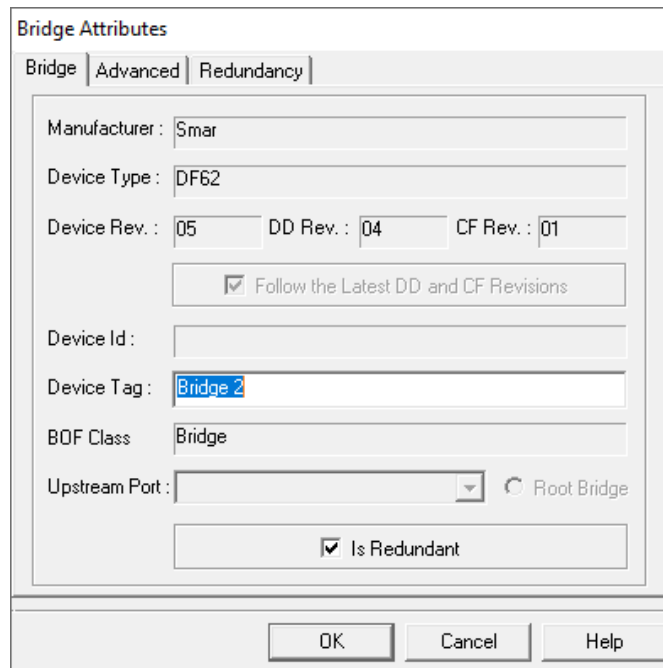 Bridge Attributes
Bridge Advanced Redundancy
Manufacturer : Smar
Device Type : DF62
Device Rev. : 05 DD Rev. : 04 CF Rev. : 01
Follow the Latest DD and CF Revisions
Device Id :
Device Tag : Bridge 2
BOF Class Bridge
Upstream Port : Root Bridge
Is Redundant
OK Cancel Help